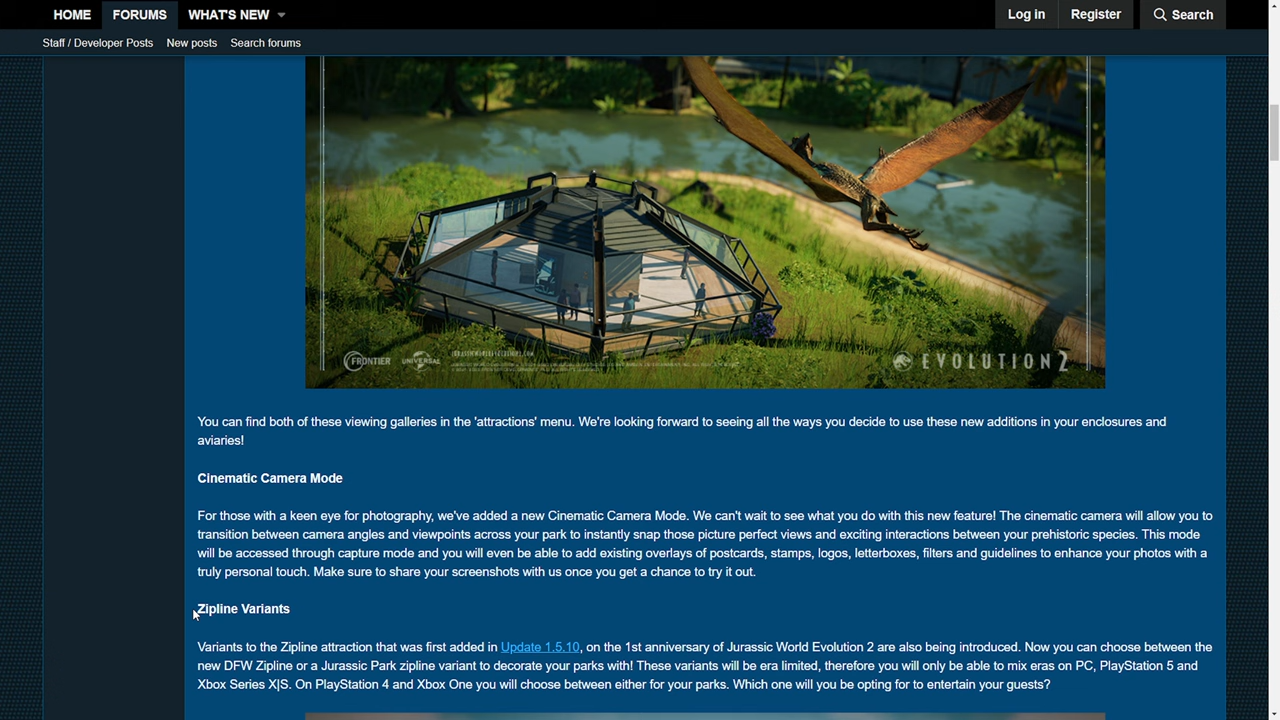 HOME FORUMS WHAT'S NEW Log in Register Search
Staff / Developer Posts New posts Search forums
FRONTIER UNIVERSAL EVOLUTION 2
You can find both of these viewing galleries in the 'attractions' menu. We're looking forward to seeing all the ways you decide to use these new additions in your enclosures and
aviaries!
Cinematic Camera Mode
For those with a keen eye for photography, we've added a new Cinematic Camera Mode. We can't wait to see what you do with this new feature! The cinematic camera will allow you to
transition between camera angles and viewpoints across your park to instantly snap those picture perfect views and exciting interactions between your prehistoric species. This mode
will be accessed through capture mode and you will even be able to add existing overlays of postcards, stamps, logos, letterboxes, filters and guidelines to enhance your photos with a
truly personal touch. Make sure to share your screenshots with us once you get a chance to try it out.
Zipline Variants
Variants to the Zipline attraction that was first added in Update 1.5.10, on the 1st anniversary of Jurassic World Evolution 2 are also being introduced. Now you can choose between the
new DFW Zipline or a Jurassic Park zipline variant to decorate your parks with! These variants will be era limited, therefore you will only be able to mix eras on PC, PlayStation 5 and
Xbox Series X|S. On PlayStation 4 and Xbox One you will choose between either for your parks. Which one will you be opting for to entertain your guests?